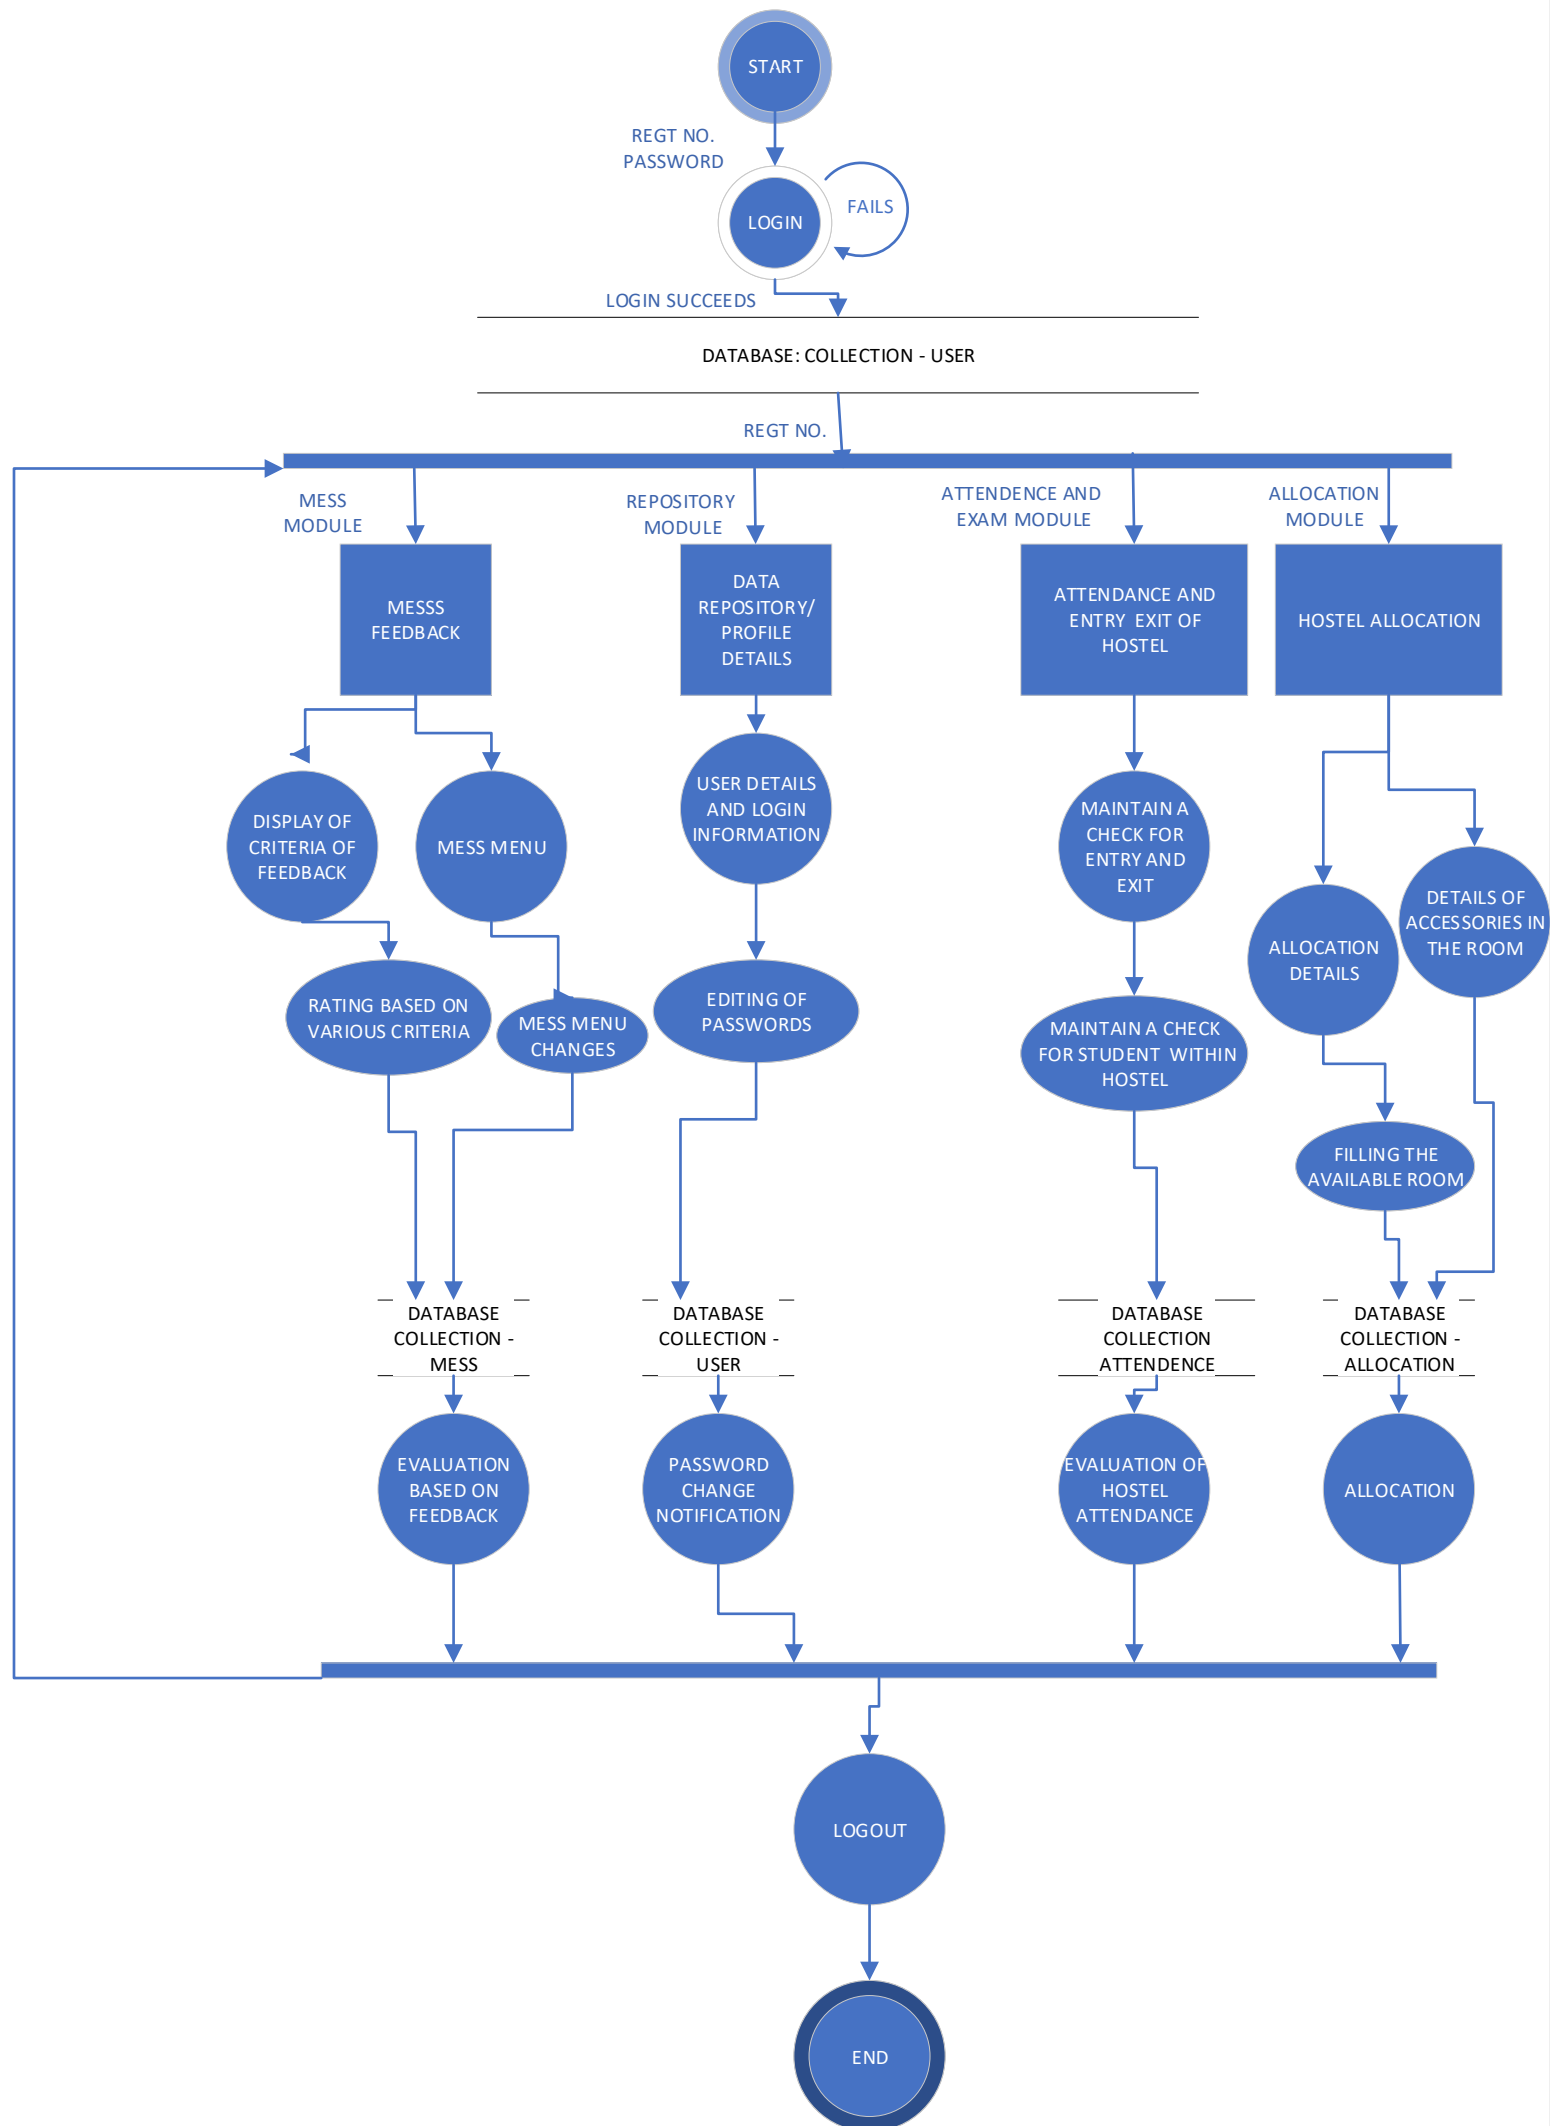 START
REGT NO.
PASSWORD
LOGIN
FAILS
LOGIN SUCCEEDS
DATABASE: COLLECTION - USER
REGT NO.
MESS
MODULE
REPOSITORY
MODULE
ATTENDENCE AND
EXAM MODULE
ALLOCATION
MODULE
MESSS
FEEDBACK
DATA
REPOSITORY/
PROFILE
DETAILS
ATTENDANCE AND
ENTRY EXIT OF
HOSTEL
HOSTEL ALLOCATION
DISPLAY OF
CRITERIA OF
FEEDBACK
MESS MENU
USER DETAILS
AND LOGIN
INFORMATION
MAINTAIN A
CHECK FOR
ENTRY AND
EXIT
ALLOCATION
DETAILS
DETAILS OF
ACCESSORIES IN
THE ROOM
RATING BASED ON
VARIOUS CRITERIA
MESS MENU
CHANGES
EDITING OF
PASSWORDS
MAINTAIN A CHECK
FOR STUDENT WITHIN
HOSTEL
FILLING THE
AVAILABLE ROOM
DATABASE
COLLECTION -
MESS
DATABASE
COLLECTION -
USER
DATABASE
COLLECTION
ATTENDENCE
DATABASE
COLLECTION -
ALLOCATION
EVALUATION
BASED ON
FEEDBACK
PASSWORD
CHANGE
NOTIFICATION
EVALUATION OF
HOSTEL
ATTENDANCE
ALLOCATION
LOGOUT
END